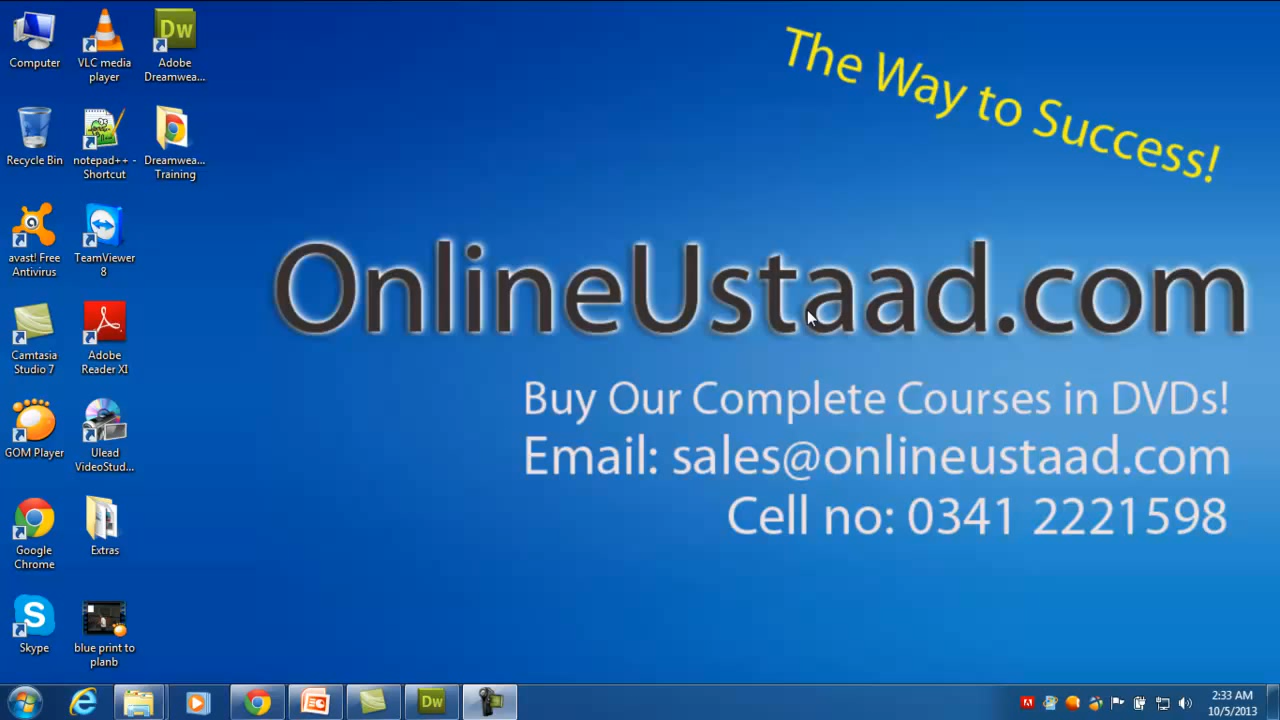 The Way to Success!
OnlineUstaad.com
Buy Our Complete Courses in DVDs!
Email: sales@onlineustaad.com
Cell no: 0341 2221598
Computer
VLC media
player
Dw
Adobe
Dreamwea...
Recycle Bin
notepad++ -
Shortcut
Dreamwea...
Training
avast! Free
Antivirus
TeamViewer
8
Camtasia
Studio 7
Adobe
Reader XI
GOM Player
Ulead
VideoStud...
Google
Chrome
Extras
Skype
blue print to
planb
Dw
2:33 AM
10/5/2013